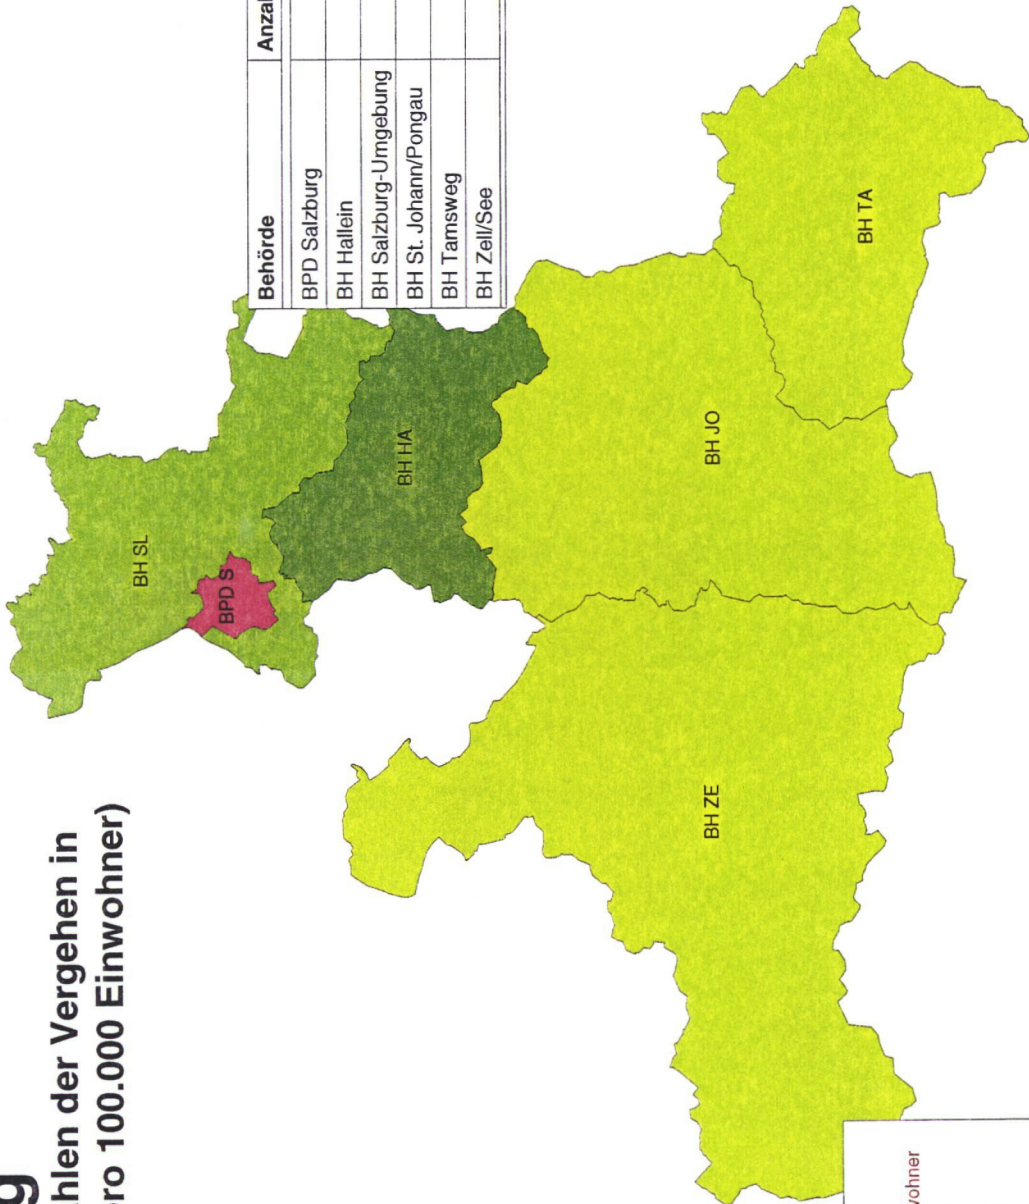 g
hlen der Vergehen in
ro 100.000 Einwohner)
Behörde Anzal
BPD Salzburg
BH Hallein
BH Salzburg-Umgebung
BH St. Johann/Pongau
BH Tamsweg
BH Zell/See
BH SL
BPD S
BH HA
BH JO
BH TA
BH ZE
wohner